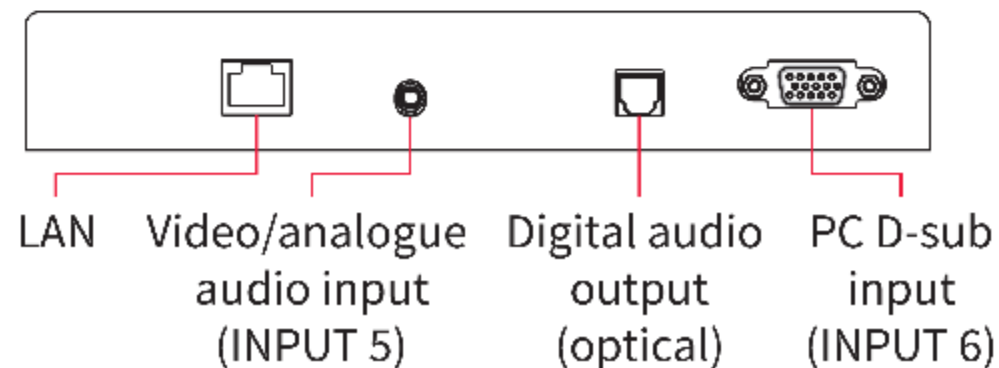 LAN
Video/analogue
audio input
(INPUT 5)
Digital audio
output
(optical)
PC D-sub
input
(INPUT 6)